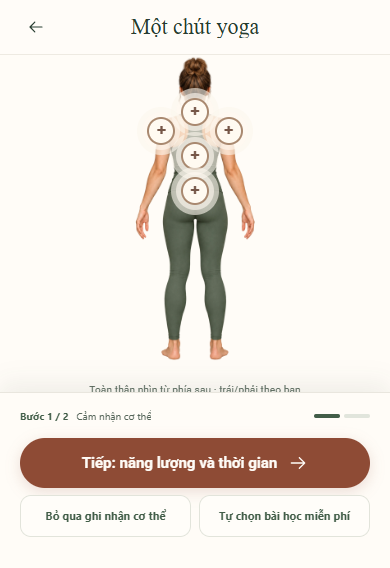 Một chút yoga
Toàn thân nhìn từ phía sau · trái/phải theo bạn
Bước 1 / 2 Cảm nhận cơ thể
Tiếp: năng lượng và thời gian
Bỏ qua ghi nhận cơ thể
Tự chọn bài học miễn phí